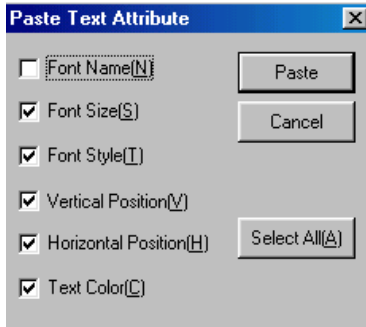 Paste Text Attribute
Font Name(N)
Paste
Font Size(S)
Cancel
Font Style(T)
Vertical Position(V)
Horizontal Position(H)
Select All(A)
Text Color(C)